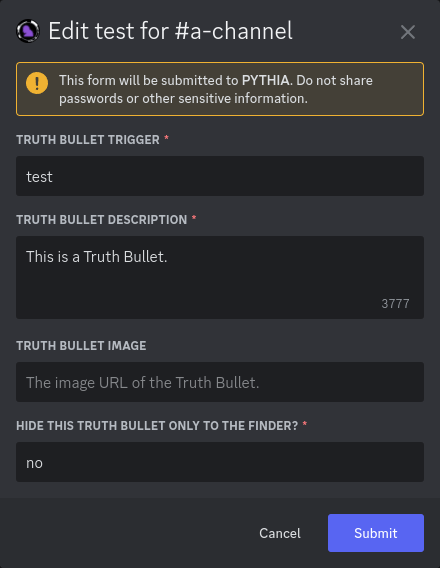 Edit test for #a-channel
This form will be submitted to PYTHIA. Do not share
passwords or other sensitive information.
TRUTH BULLET TRIGGER *
test
TRUTH BULLET DESCRIPTION *
This is a Truth Bullet.
3777
TRUTH BULLET IMAGE
The image URL of the Truth Bullet.
HIDE THIS TRUTH BULLET ONLY TO THE FINDER? *
no
Cancel
Submit